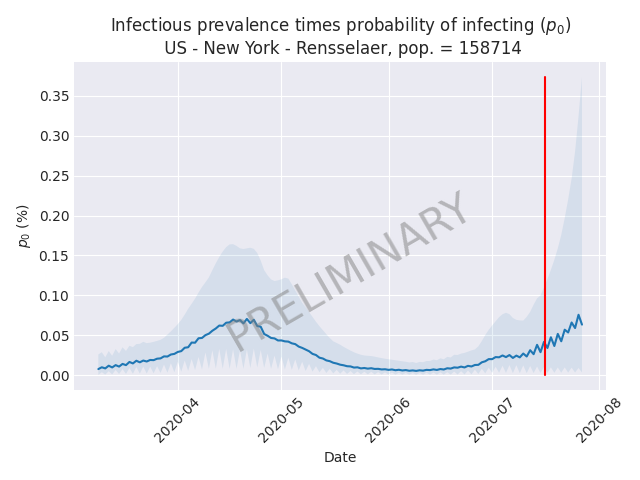 Infectious prevalence times probability of infecting (p₀)
US - New York - Rensselaer, pop. = 158714
p₀ (%)
0.35
0.30
0.25
0.20
0.15
0.10
0.05
0.00
PRELIMINARY
2020-04
2020-05
2020-06
2020-07
2020-08
Date